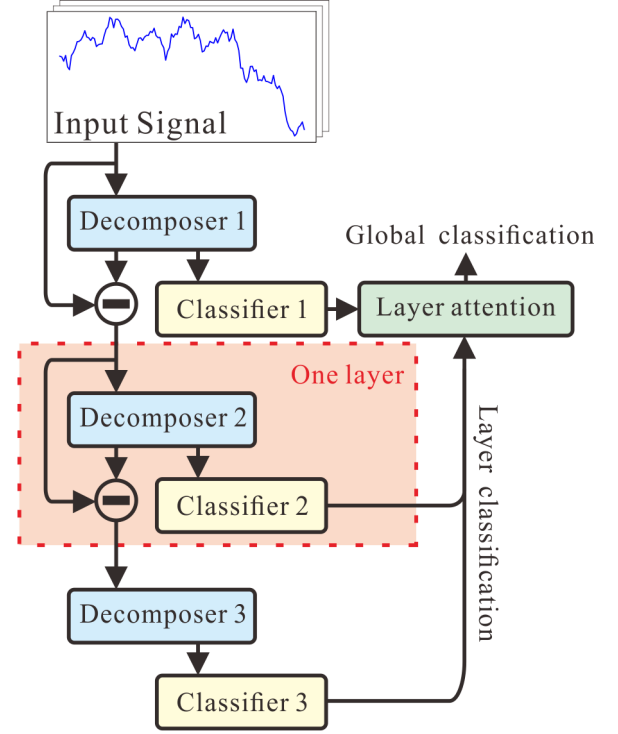 Input Signal
Decomposer 1
Global classification
Classifier 1
Layer attention
One layer
Decomposer 2
Layer classification
Classifier 2
Decomposer 3
Classifier 3